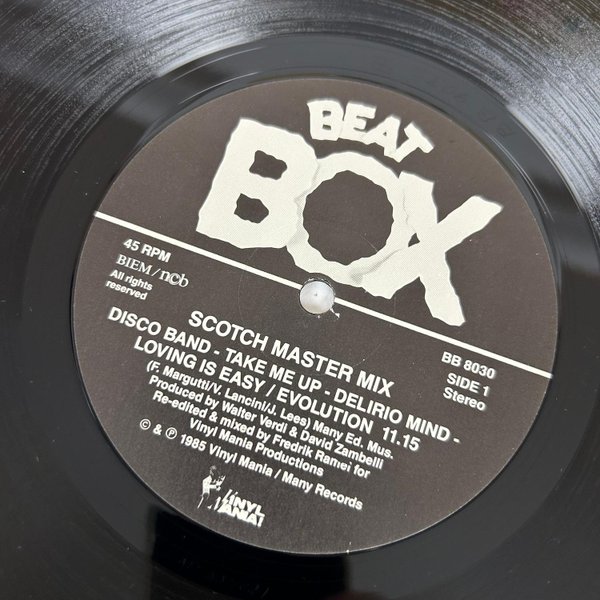 BEAT
BOX
45 RPM
BIEM/n©b
All rights
reserved
BB 8030
SIDE 1
Stereo
SCOTCH MASTER MIX
DISCO BAND - TAKE ME UP - DELIRIO MIND -
LOVING IS EASY / EVOLUTION 11.15
(F. Margutti/V. Lancini/J. Lees) Many Ed. Mus.
Produced by Walter Verdi & David Zambelli
Re-edited & mixed by Fredrik Ramel for
Vinyl Mania Productions
© & ℗ 1985 Vinyl Mania / Many Records
VINYL
MANIA!